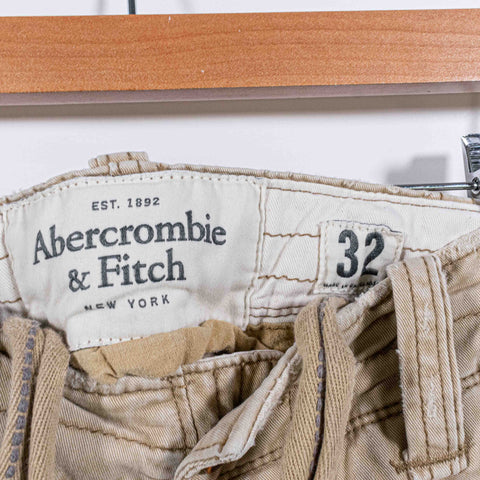 EST. 1892
Abercrombie
& Fitch
NEW YORK
32